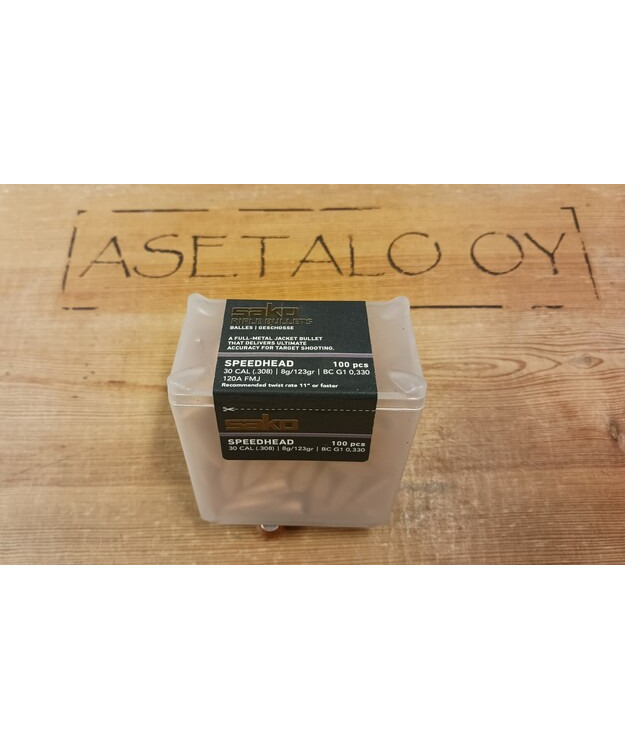 ASETALO OY
sako
RIFLE BULLETS
BALLES | GESCHOSSE
A FULL-METAL JACKET BULLET
THAT DELIVERS ULTIMATE
ACCURACY FOR TARGET SHOOTING.
SPEEDHEAD 100 pcs
30 CAL (.308) | 8g/123gr | BC G1 0,330
120A FMJ
Recommended twist rate 11" or faster
sako
SPEEDHEAD 100 pcs
30 CAL (.308) | 8g/123gr | BC G1 0,330